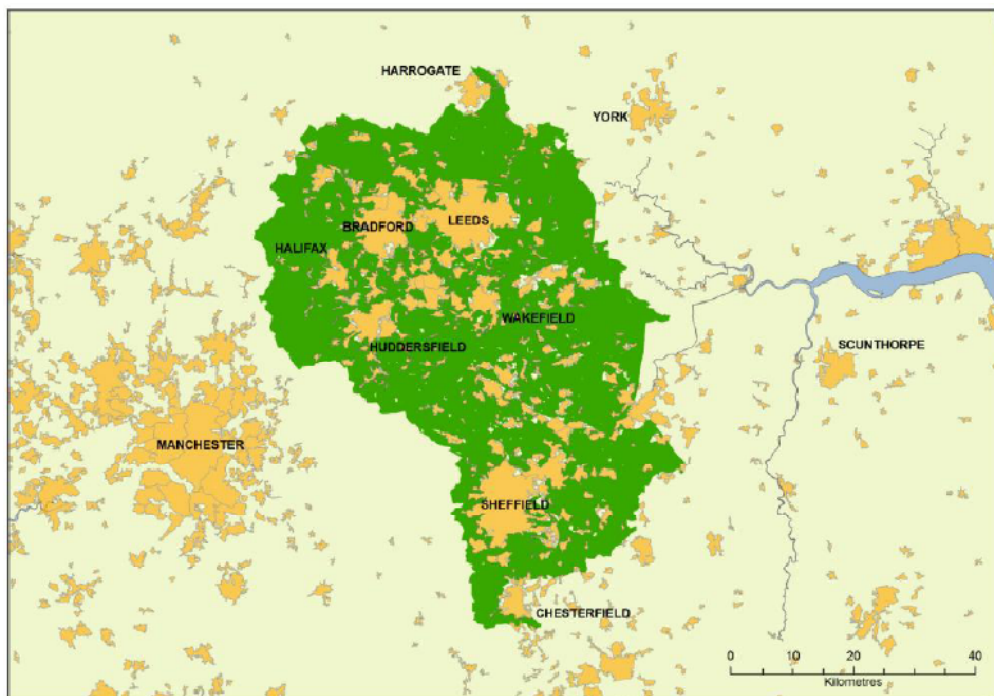 HARROGATE
YORK
LEEDS
BRADFORD
HALIFAX
WAKEFIELD
HUDDERSFIELD
SCUNTHORPE
MANCHESTER
SHEFFIELD
CHESTERFIELD
0 10 20 40
Kilometres